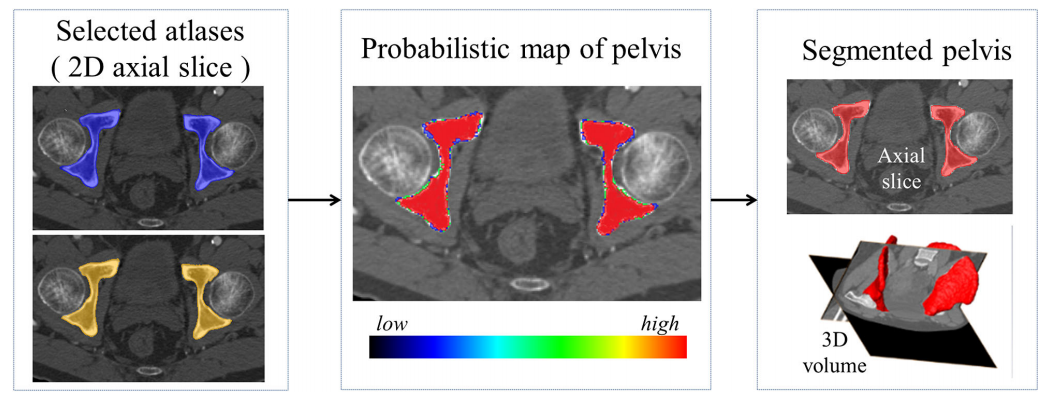 Selected atlases
( 2D axial slice )
Probabilistic map of pelvis
low
high
Segmented pelvis
Axial
slice
3D
volume